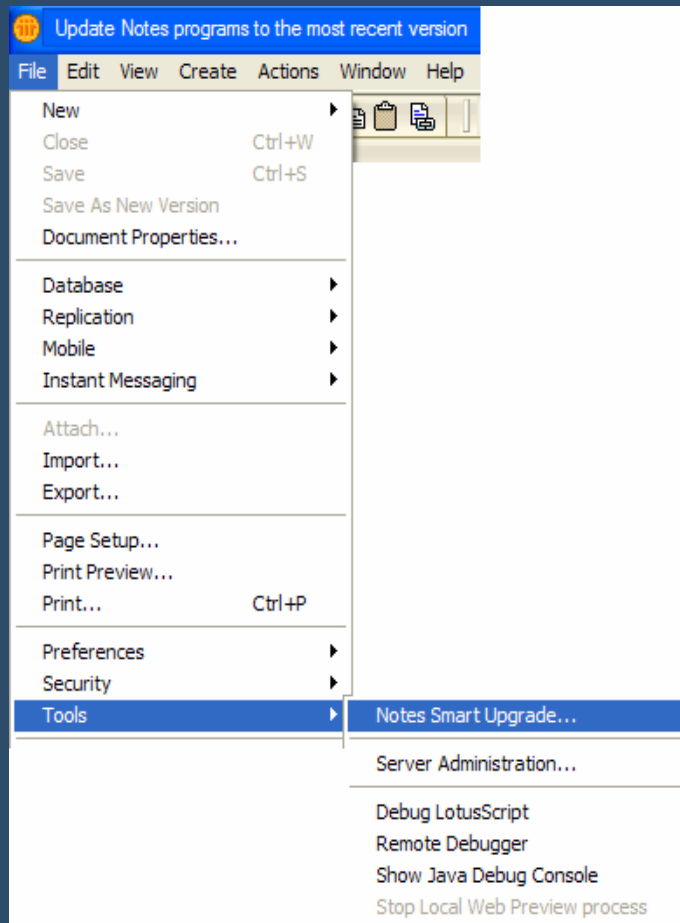 Update Notes programs to the most recent version
File Edit View Create Actions Window Help
New
Close Ctrl+W
Save Ctrl+S
Save As New Version
Document Properties...
Database
Replication
Mobile
Instant Messaging
Attach...
Import...
Export...
Page Setup...
Print Preview...
Print... Ctrl+P
Preferences
Security
Tools
Notes Smart Upgrade...
Server Administration...
Debug LotusScript
Remote Debugger
Show Java Debug Console
Stop Local Web Preview process